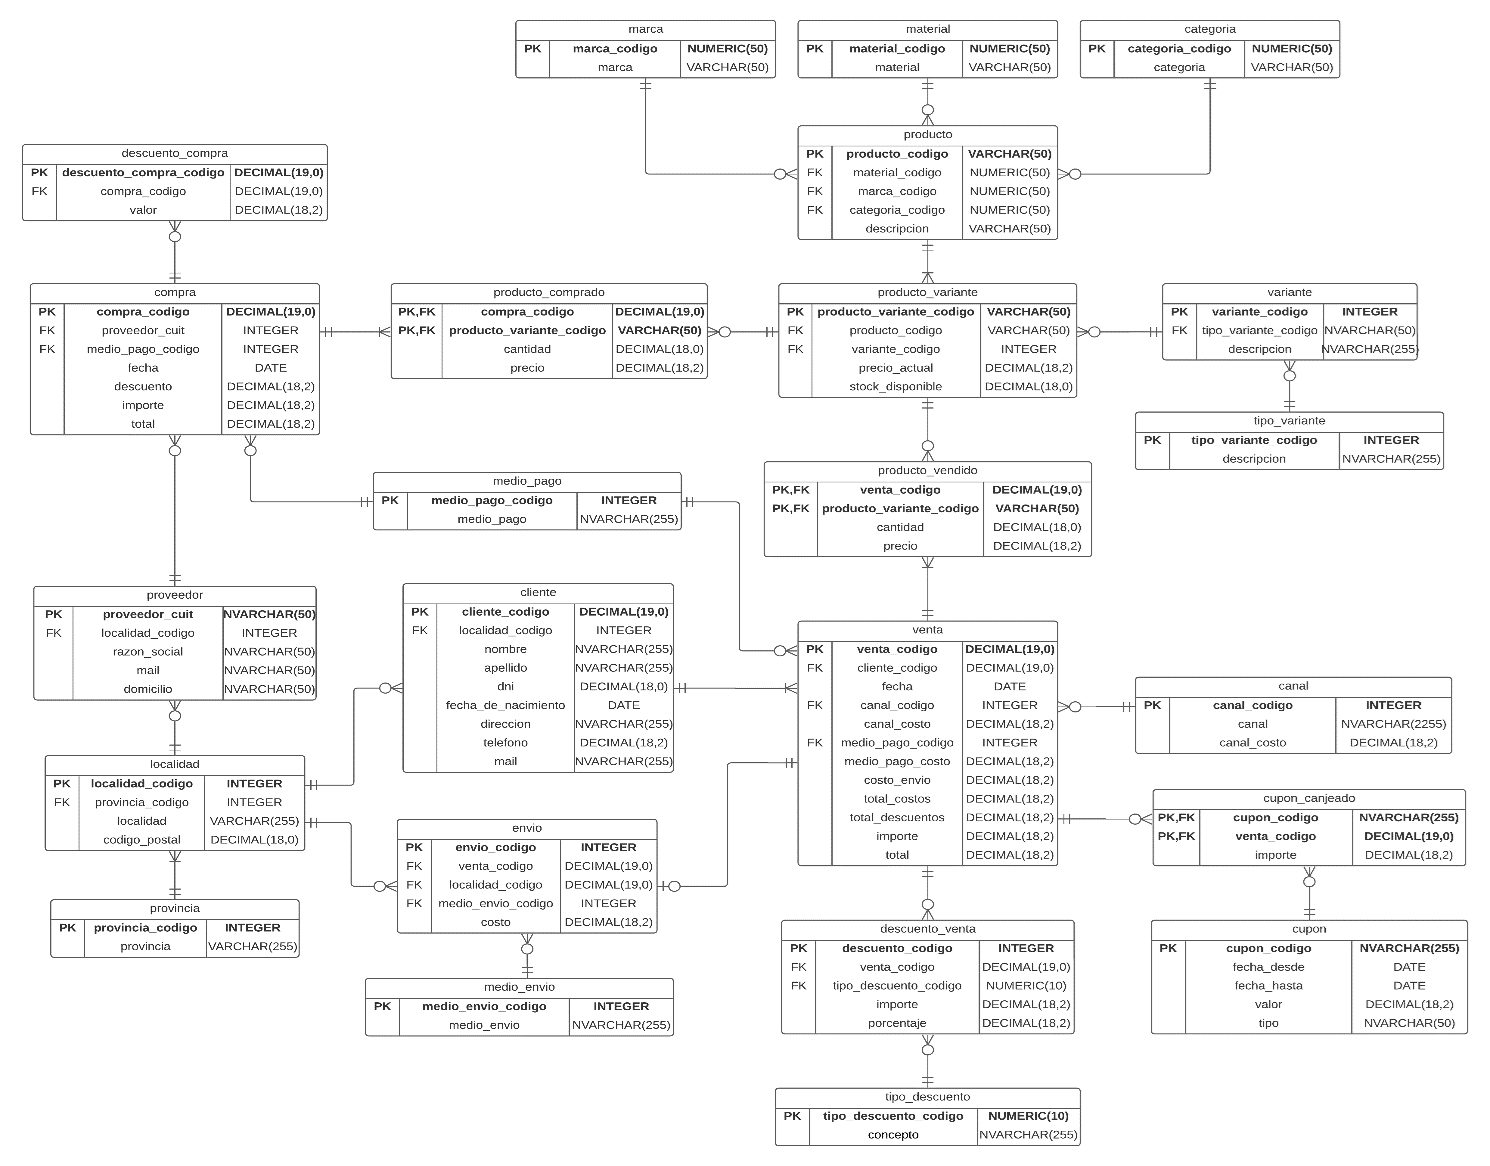 marca
PK marca_codigo NUMERIC(50)
marca VARCHAR(50)
material
PK material_codigo NUMERIC(50)
material VARCHAR(50)
categoria
PK categoria_codigo NUMERIC(50)
categoria VARCHAR(50)
producto
PK producto_codigo VARCHAR(50)
FK material_codigo NUMERIC(50)
FK marca_codigo NUMERIC(50)
FK categoria_codigo NUMERIC(50)
descripcion VARCHAR(50)
descuento_compra
PK descuento_compra_codigo DECIMAL(19,0)
FK compra_codigo DECIMAL(19,0)
valor DECIMAL(18,2)
compra
PK compra_codigo DECIMAL(19,0)
FK proveedor_cuit INTEGER
FK medio_pago_codigo INTEGER
fecha DATE
descuento DECIMAL(18,2)
importe DECIMAL(18,2)
total DECIMAL(18,2)
producto_comprado
PK,FK compra_codigo DECIMAL(19,0)
PK,FK producto_variante_codigo VARCHAR(50)
cantidad DECIMAL(18,0)
precio DECIMAL(18,2)
producto_variante
PK producto_variante_codigo VARCHAR(50)
FK producto_codigo VARCHAR(50)
FK variante_codigo INTEGER
precio_actual DECIMAL(18,2)
stock_disponible DECIMAL(18,0)
variante
PK variante_codigo INTEGER
FK tipo_variante_codigo NVARCHAR(50)
descripcion NVARCHAR(255)
tipo_variante
PK tipo_variante_codigo INTEGER
descripcion NVARCHAR(255)
medio_pago
PK medio_pago_codigo INTEGER
medio_pago NVARCHAR(255)
producto_vendido
PK,FK venta_codigo DECIMAL(19,0)
PK,FK producto_variante_codigo VARCHAR(50)
cantidad DECIMAL(18,0)
precio DECIMAL(18,2)
proveedor
PK proveedor_cuit NVARCHAR(50)
FK localidad_codigo INTEGER
razon_social NVARCHAR(50)
mail NVARCHAR(50)
domicilio NVARCHAR(50)
cliente
PK cliente_codigo DECIMAL(19,0)
FK localidad_codigo INTEGER
nombre NVARCHAR(255)
apellido NVARCHAR(255)
dni DECIMAL(18,0)
fecha_de_nacimiento DATE
direccion NVARCHAR(255)
telefono DECIMAL(18,2)
mail NVARCHAR(255)
venta
PK venta_codigo DECIMAL(19,0)
FK cliente_codigo DECIMAL(19,0)
fecha DATE
FK canal_codigo INTEGER
canal_costo DECIMAL(18,2)
FK medio_pago_codigo INTEGER
medio_pago_costo DECIMAL(18,2)
costo_envio DECIMAL(18,2)
total_costos DECIMAL(18,2)
total_descuentos DECIMAL(18,2)
importe DECIMAL(18,2)
total DECIMAL(18,2)
canal
PK canal_codigo INTEGER
canal NVARCHAR(2255)
canal_costo DECIMAL(18,2)
localidad
PK localidad_codigo INTEGER
FK provincia_codigo INTEGER
localidad VARCHAR(255)
codigo_postal DECIMAL(18,0)
envio
PK envio_codigo INTEGER
FK venta_codigo DECIMAL(19,0)
FK localidad_codigo DECIMAL(19,0)
FK medio_envio_codigo INTEGER
costo DECIMAL(18,2)
cupon_canjeado
PK,FK cupon_codigo NVARCHAR(255)
PK,FK venta_codigo DECIMAL(19,0)
importe DECIMAL(18,2)
provincia
PK provincia_codigo INTEGER
provincia VARCHAR(255)
medio_envio
PK medio_envio_codigo INTEGER
medio_envio NVARCHAR(255)
descuento_venta
PK descuento_codigo INTEGER
FK venta_codigo DECIMAL(19,0)
FK tipo_descuento_codigo NUMERIC(10)
importe DECIMAL(18,2)
porcentaje DECIMAL(18,2)
cupon
PK cupon_codigo NVARCHAR(255)
fecha_desde DATE
fecha_hasta DATE
valor DECIMAL(18,2)
tipo NVARCHAR(50)
tipo_descuento
PK tipo_descuento_codigo NUMERIC(10)
concepto NVARCHAR(255)